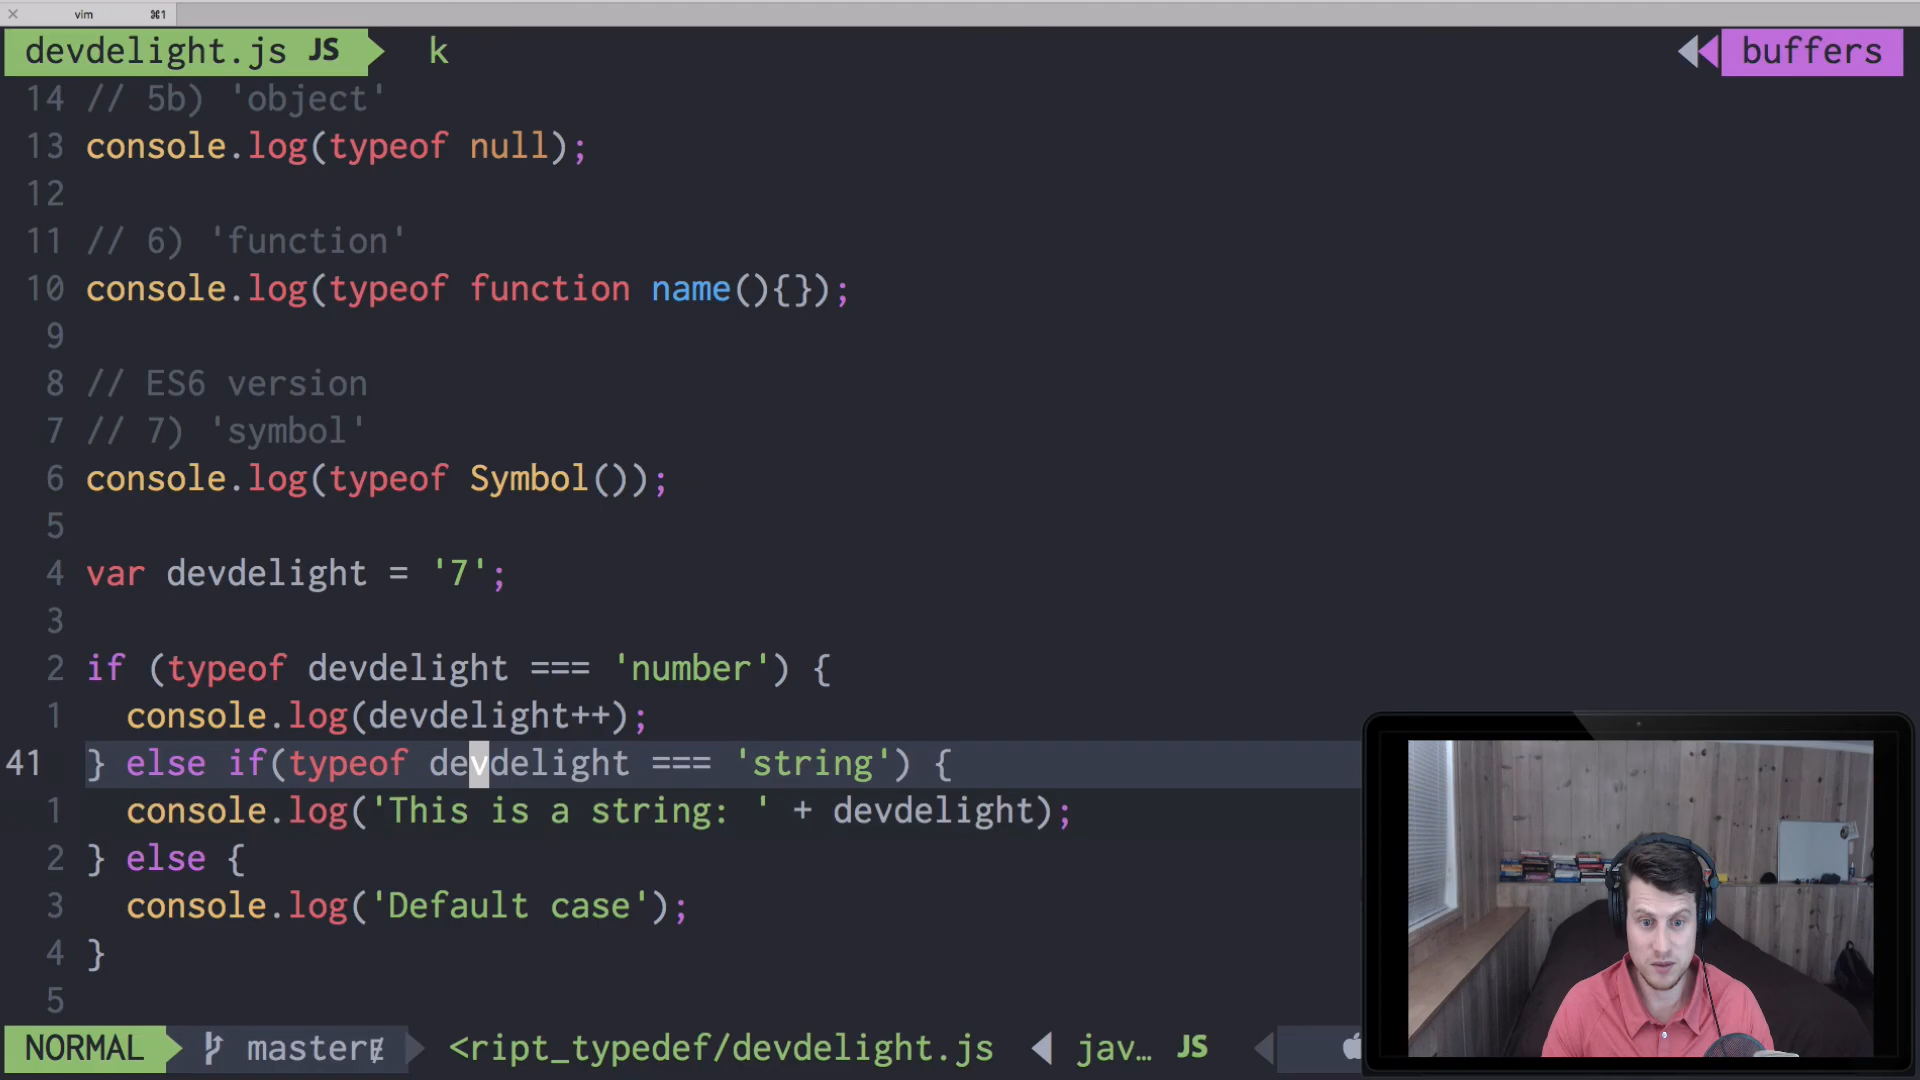 vim ⌘1
devdelight.js JS k buffers
14 // 5b) 'object'
13 console.log(typeof null);
12
11 // 6) 'function'
10 console.log(typeof function name(){});
9
8 // ES6 version
7 // 7) 'symbol'
6 console.log(typeof Symbol());
5
4 var devdelight = '7';
3
2 if (typeof devdelight === 'number') {
1 console.log(devdelight++);
41 } else if(typeof devdelight === 'string') {
1 console.log('This is a string: ' + devdelight);
2 } else {
3 console.log('Default case');
4 }
5
NORMAL master <ript_typedef/devdelight.js jav… JS